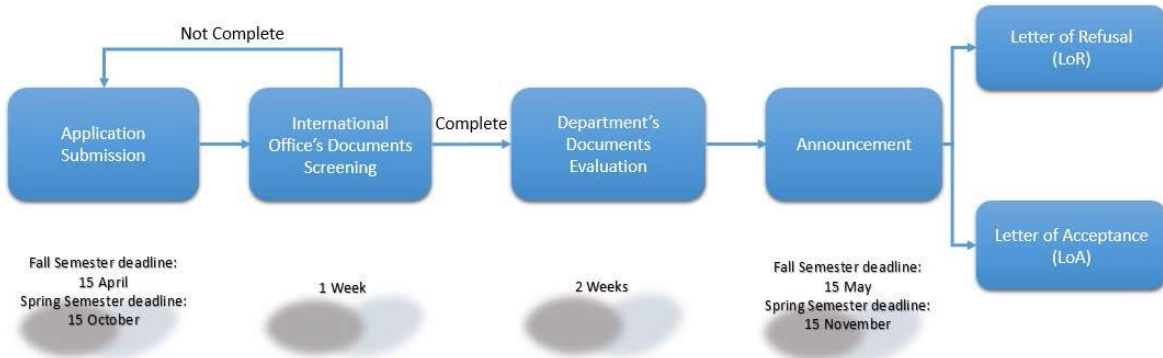 Not Complete
Application
Submission
International
Office's Documents
Screening
Complete
Department's
Documents
Evaluation
Announcement
Letter of Refusal
(LoR)
Letter of Acceptance
(LoA)
Fall Semester deadline:
15 April
Spring Semester deadline:
15 October
1 Week
2 Weeks
Fall Semester deadline:
15 May
Spring Semester deadline:
15 November